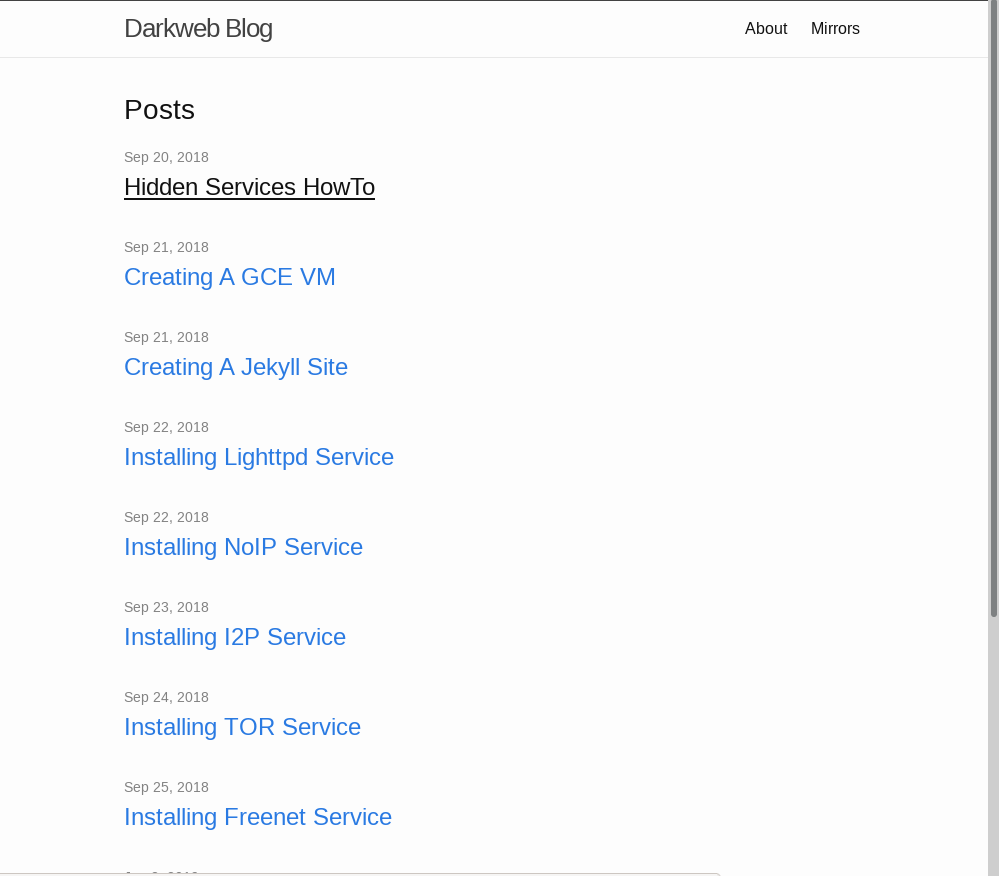 Darkweb Blog
About Mirrors
Posts
Sep 20, 2018
Hidden Services HowTo
Sep 21, 2018
Creating A GCE VM
Sep 21, 2018
Creating A Jekyll Site
Sep 22, 2018
Installing Lighttpd Service
Sep 22, 2018
Installing NoIP Service
Sep 23, 2018
Installing I2P Service
Sep 24, 2018
Installing TOR Service
Sep 25, 2018
Installing Freenet Service